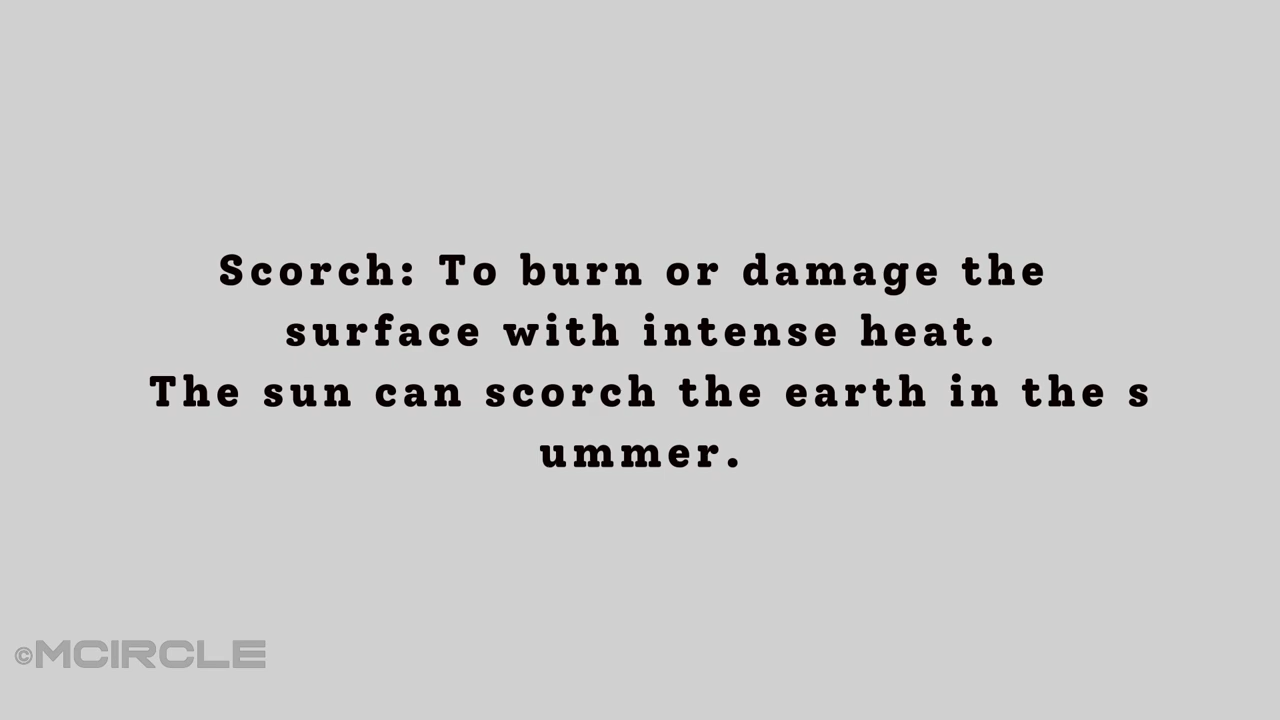 Scorch: To burn or damage the
surface with intense heat.
The sun can scorch the earth in the s
ummer.
©MCIRCLE